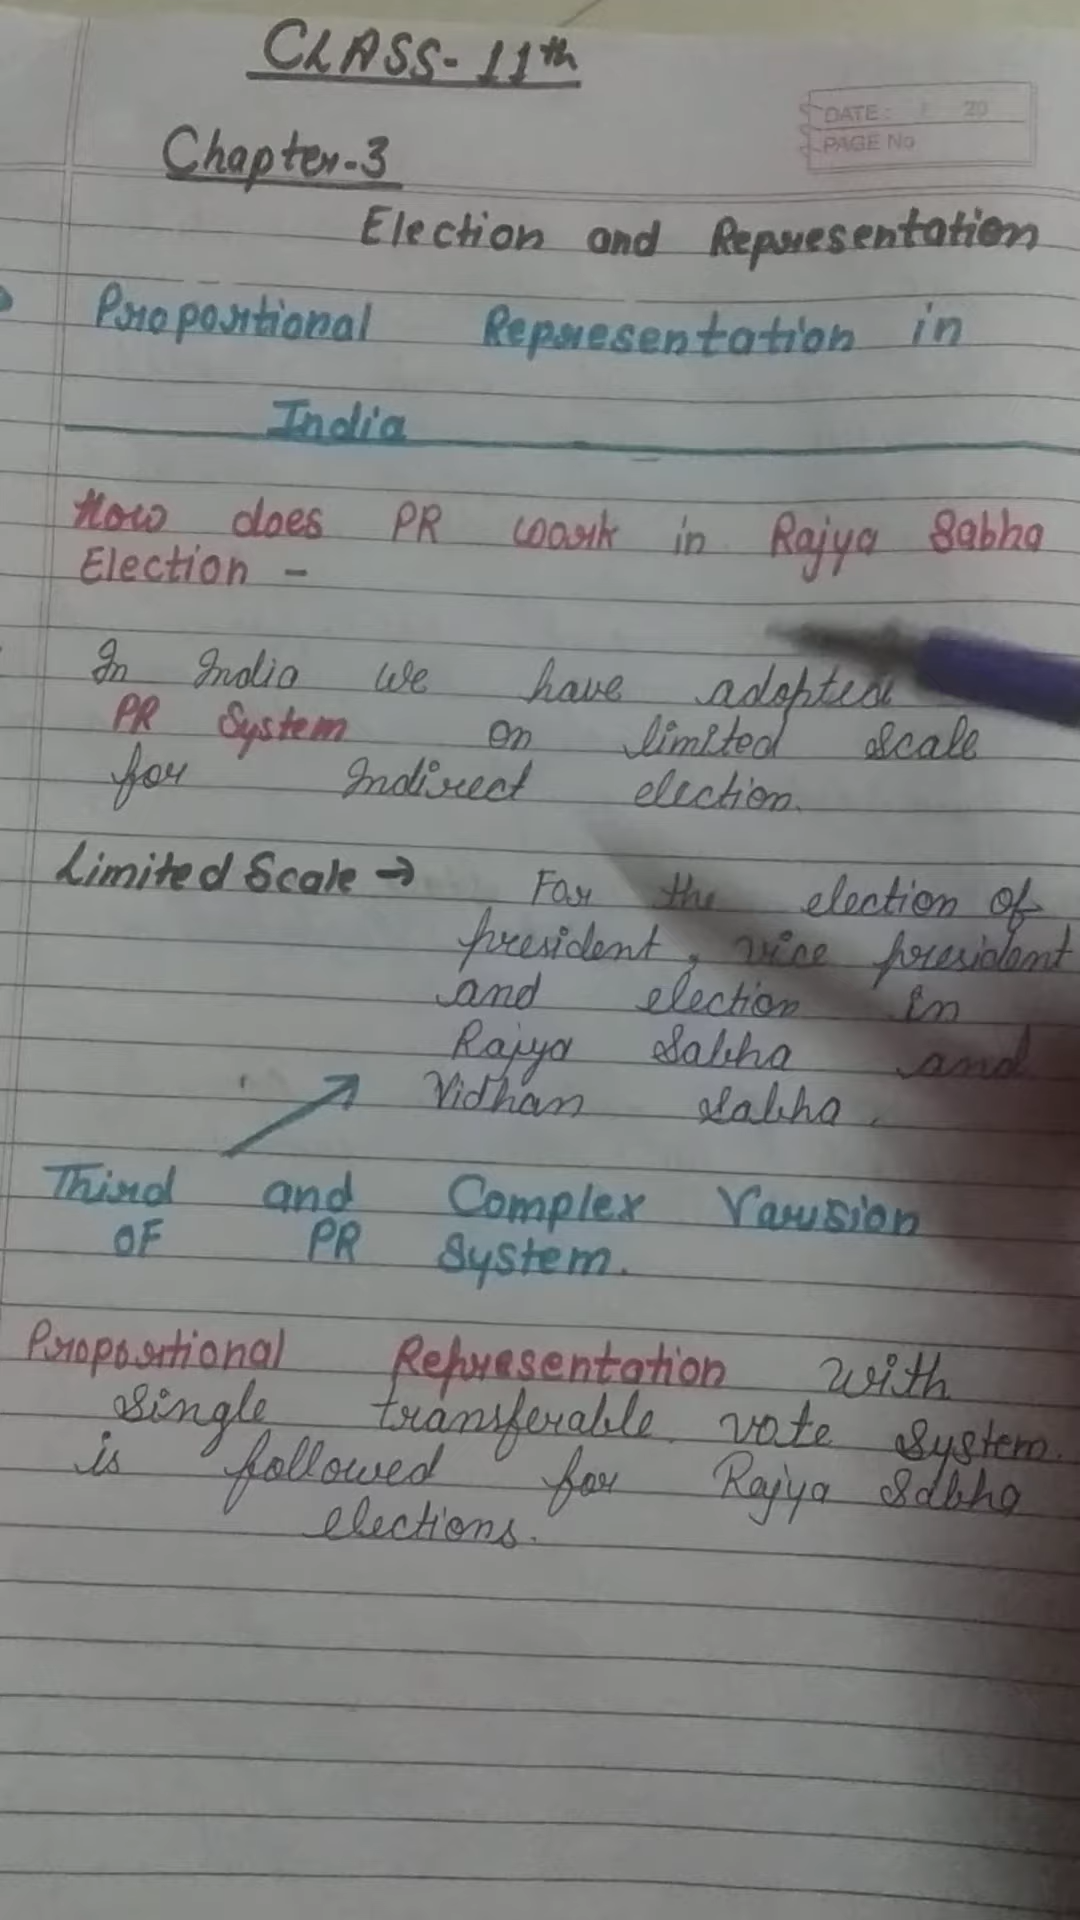 CLASS-11th
DATE: 20
PAGE No
Chapter-3
Election and Representation
Proportional Representation in
India
How does PR work in Rajya Sabha
Election -
In India we have adopted
PR System on limited scale
for Indirect election.
Limited Scale → For the election of
president, vice president
and election in
Rajya Sabha and
Vidhan Sabha.
Third and Complex Varision
OF PR System.
Proportional Representation with
single transferable vote system
is followed for Rajya Sabha
elections.